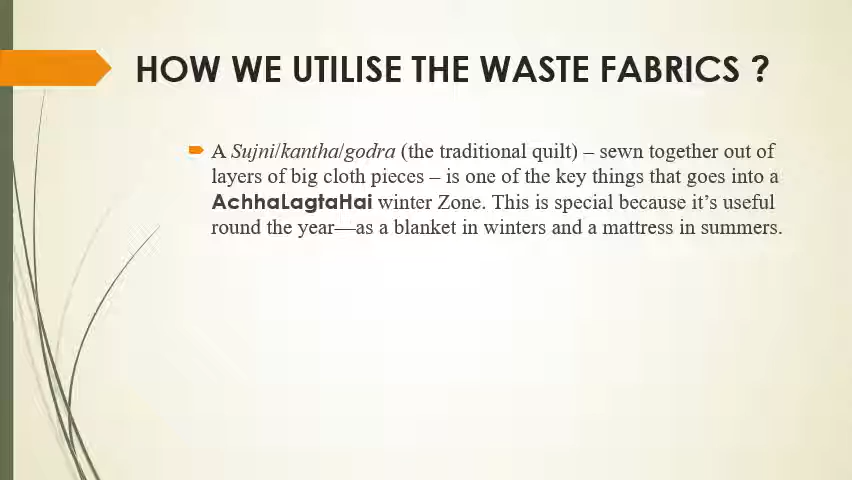 HOW WE UTILISE THE WASTE FABRICS ?
A Sujni/kantha/godra (the traditional quilt) – sewn together out of
layers of big cloth pieces – is one of the key things that goes into a
AchhaLagtaHai winter Zone. This is special because it’s useful
round the year—as a blanket in winters and a mattress in summers.